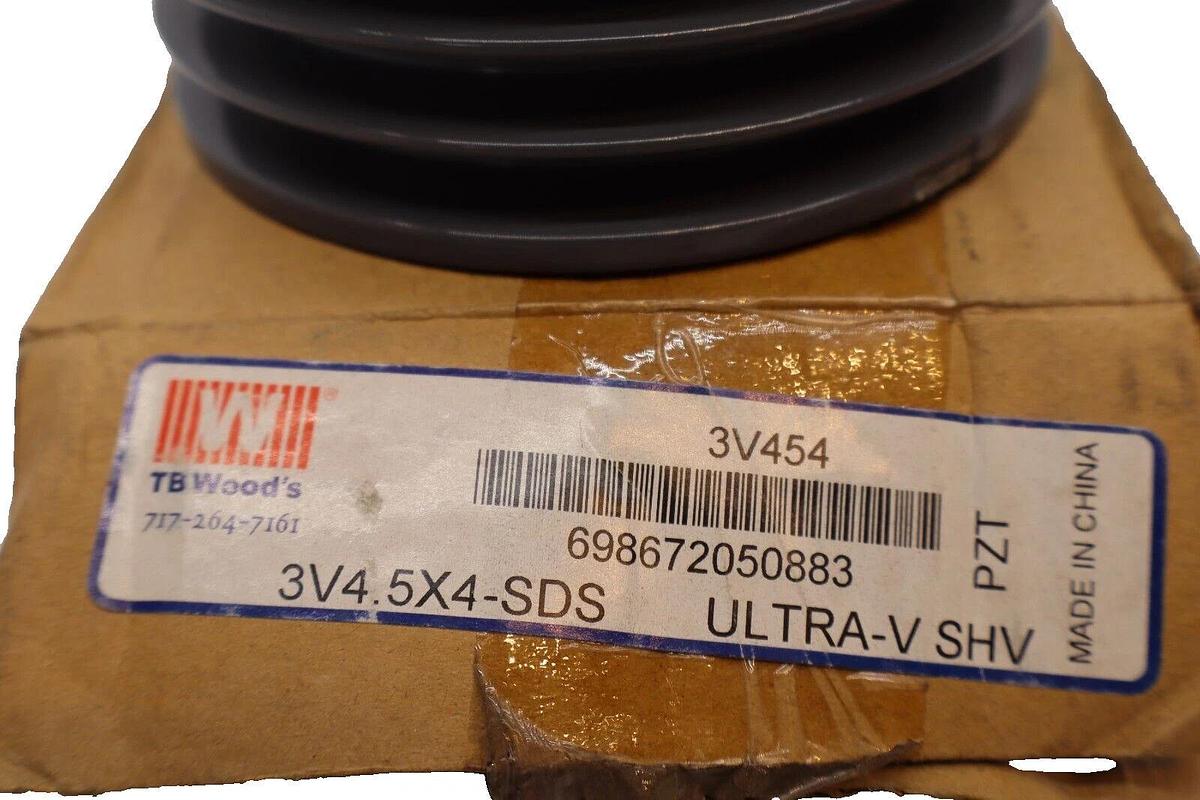 ®
TB Wood's
717-264-7161
3V454
698672050883
3V4.5X4-SDS
ULTRA-V SHV
PZT
MADE IN CHINA